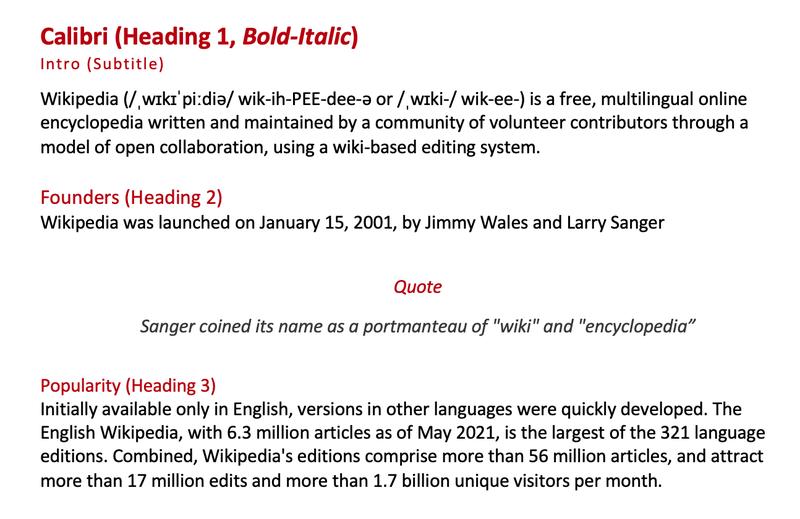 Calibri (Heading 1, Bold-Italic)
Intro (Subtitle)
Wikipedia (/ˌwɪkɪˈpiːdiə/ wik-ih-PEE-dee-ə or /ˌwɪki-/ wik-ee-) is a free, multilingual online
encyclopedia written and maintained by a community of volunteer contributors through a
model of open collaboration, using a wiki-based editing system.
Founders (Heading 2)
Wikipedia was launched on January 15, 2001, by Jimmy Wales and Larry Sanger
Quote
Sanger coined its name as a portmanteau of "wiki" and "encyclopedia”
Popularity (Heading 3)
Initially available only in English, versions in other languages were quickly developed. The
English Wikipedia, with 6.3 million articles as of May 2021, is the largest of the 321 language
editions. Combined, Wikipedia's editions comprise more than 56 million articles, and attract
more than 17 million edits and more than 1.7 billion unique visitors per month.